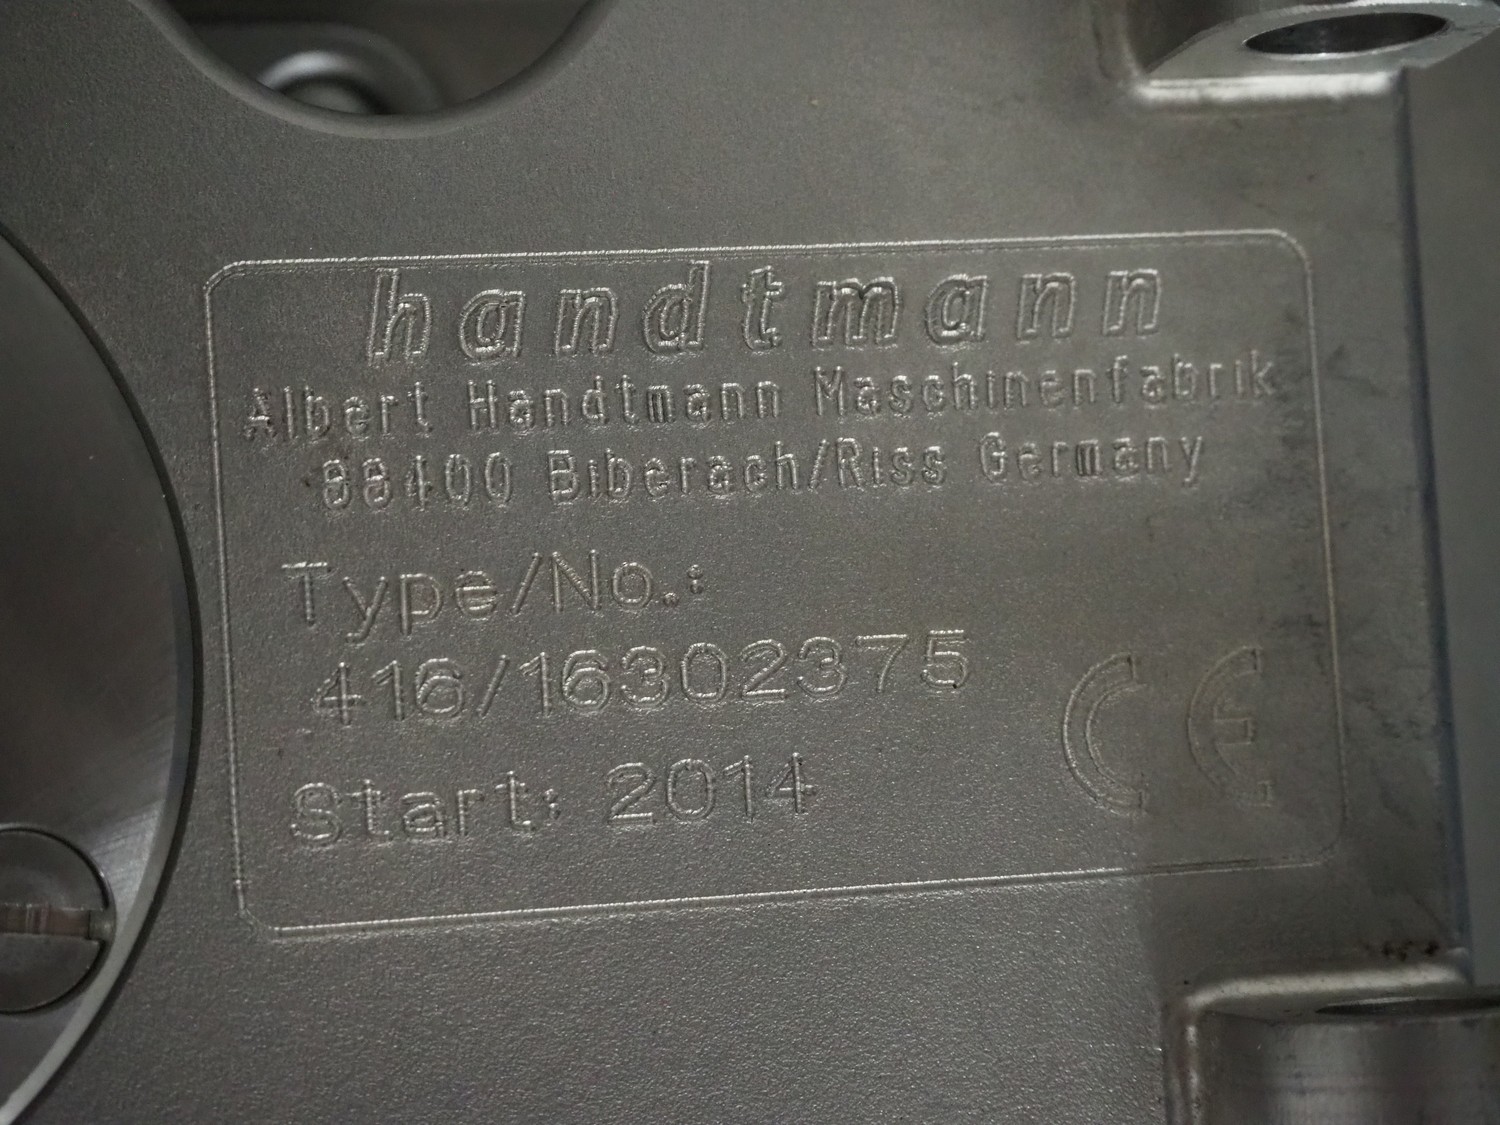 handtmann
Albert Handtmann Maschinenfabrik
88400 Biberach/Riss Germany
Type/No.:
416/16302375
Start: 2014
CE